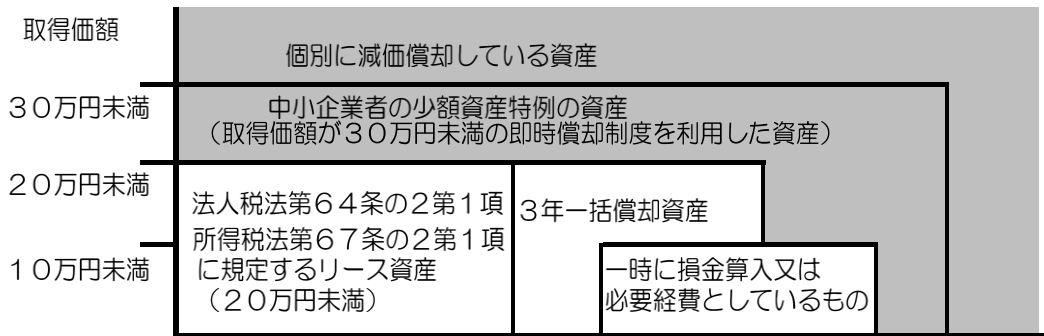 取得価額
個別に減価償却している資産
３０万円未満
中小企業者の少額資産特例の資産
（取得価額が３０万円未満の即時償却制度を利用した資産）
２０万円未満
法人税法第６４条の２第１項
所得税法第６７条の２第１項
に規定するリース資産
（２０万円未満）
３年一括償却資産
１０万円未満
一時に損金算入又は
必要経費としているもの